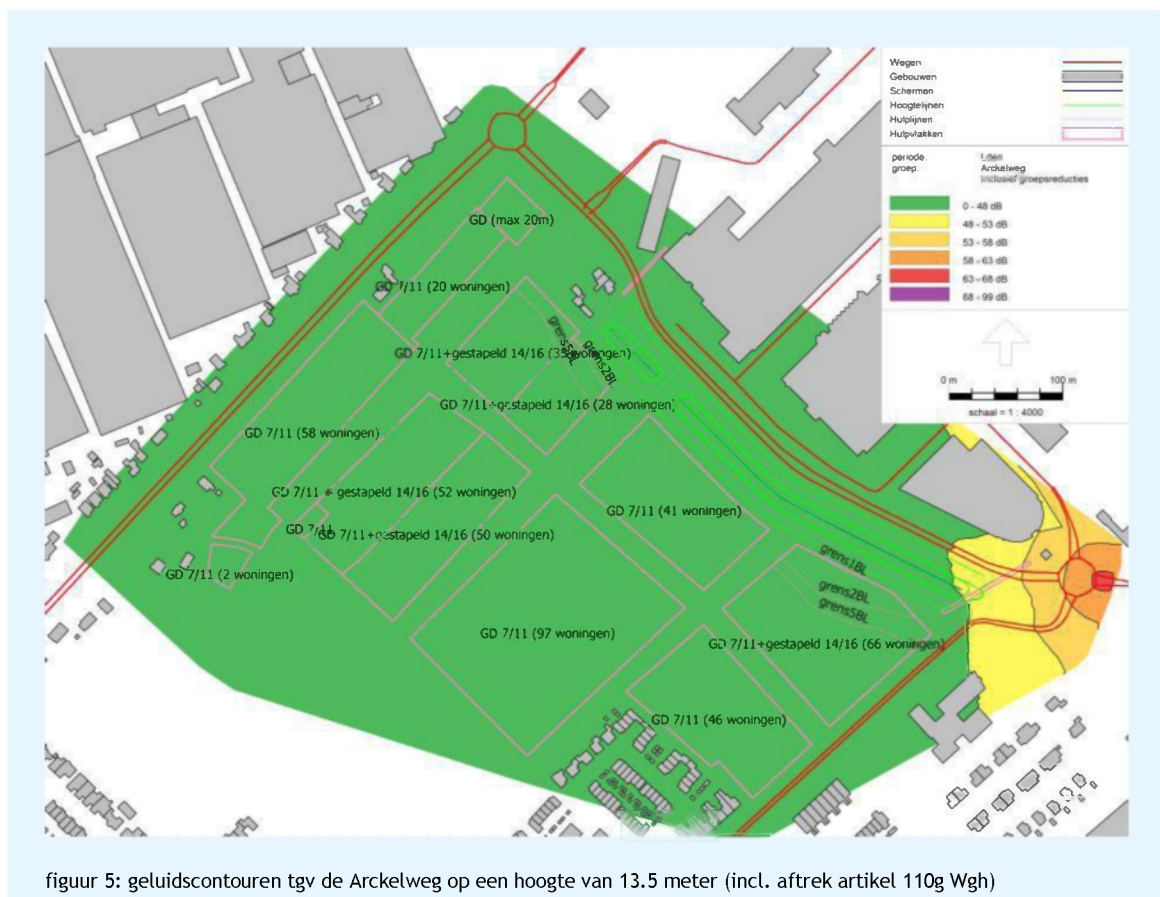 Wegen
Gebouwen
Schermen
Hoogtelijnen
Hulplijnen
Hulpvlakken
periode: Lden
groep: Arckelweg
Inclusief groepsreducties
0 - 48 dB
48 - 53 dB
53 - 58 dB
58 - 63 dB
63 - 68 dB
68 - 99 dB
0 m 100 m
schaal = 1 : 4000
GD (max 20m)
GD 7/11 (20 woningen)
grens5BL
grens2BL
GD 7/11+gestapeld 14/16 (35 woningen)
GD 7/11+gestapeld 14/16 (28 woningen)
GD 7/11 (58 woningen)
GD 7/11 + gestapeld 14/16 (52 woningen)
GD 7/11 (41 woningen)
GD 7/11
GD 7/11+gestapeld 14/16 (50 woningen)
grens1BL
GD 7/11 (2 woningen)
grens2BL
grens5BL
GD 7/11 (97 woningen)
GD 7/11+gestapeld 14/16 (66 woningen)
GD 7/11 (46 woningen)
figuur 5: geluidscontouren tgv de Arckelweg op een hoogte van 13.5 meter (incl. aftrek artikel 110g Wgh)